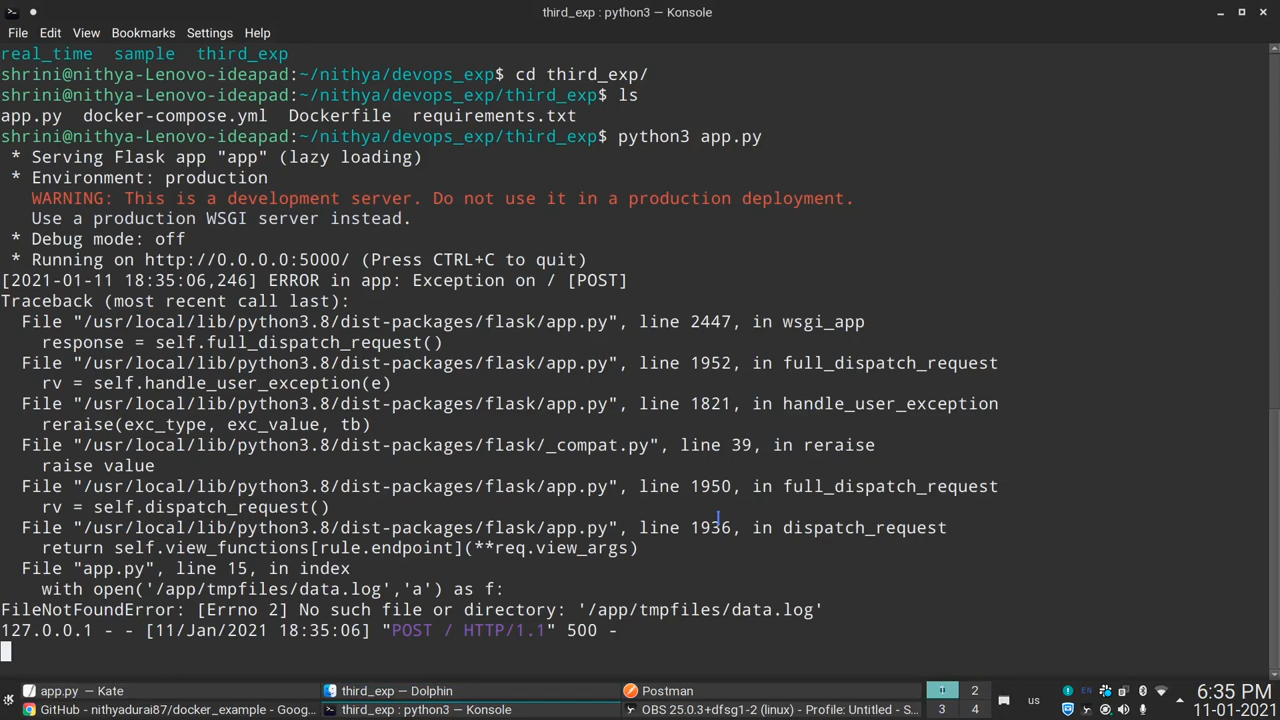 third_exp : python3 — Konsole
File Edit View Bookmarks Settings Help
real_time sample third_exp
shrini@nithya-Lenovo-ideapad:~/nithya/devops_exp$ cd third_exp/
shrini@nithya-Lenovo-ideapad:~/nithya/devops_exp/third_exp$ ls
app.py docker-compose.yml Dockerfile requirements.txt
shrini@nithya-Lenovo-ideapad:~/nithya/devops_exp/third_exp$ python3 app.py
 * Serving Flask app "app" (lazy loading)
 * Environment: production
   WARNING: This is a development server. Do not use it in a production deployment.
   Use a production WSGI server instead.
 * Debug mode: off
 * Running on http://0.0.0.0:5000/ (Press CTRL+C to quit)
[2021-01-11 18:35:06,246] ERROR in app: Exception on / [POST]
Traceback (most recent call last):
  File "/usr/local/lib/python3.8/dist-packages/flask/app.py", line 2447, in wsgi_app
    response = self.full_dispatch_request()
  File "/usr/local/lib/python3.8/dist-packages/flask/app.py", line 1952, in full_dispatch_request
    rv = self.handle_user_exception(e)
  File "/usr/local/lib/python3.8/dist-packages/flask/app.py", line 1821, in handle_user_exception
    reraise(exc_type, exc_value, tb)
  File "/usr/local/lib/python3.8/dist-packages/flask/_compat.py", line 39, in reraise
    raise value
  File "/usr/local/lib/python3.8/dist-packages/flask/app.py", line 1950, in full_dispatch_request
    rv = self.dispatch_request()
  File "/usr/local/lib/python3.8/dist-packages/flask/app.py", line 1936, in dispatch_request
    return self.view_functions[rule.endpoint](**req.view_args)
  File "app.py", line 15, in index
    with open('/app/tmpfiles/data.log','a') as f:
FileNotFoundError: [Errno 2] No such file or directory: '/app/tmpfiles/data.log'
127.0.0.1 - - [11/Jan/2021 18:35:06] "POST / HTTP/1.1" 500 -
app.py — Kate third_exp — Dolphin Postman 2 us EN 6:35 PM
GitHub - nithyadurai87/docker_example - Goog... third_exp : python3 — Konsole OBS 25.0.3+dfsg1-2 (linux) - Profile: Untitled - S... 3 4 11-01-2021